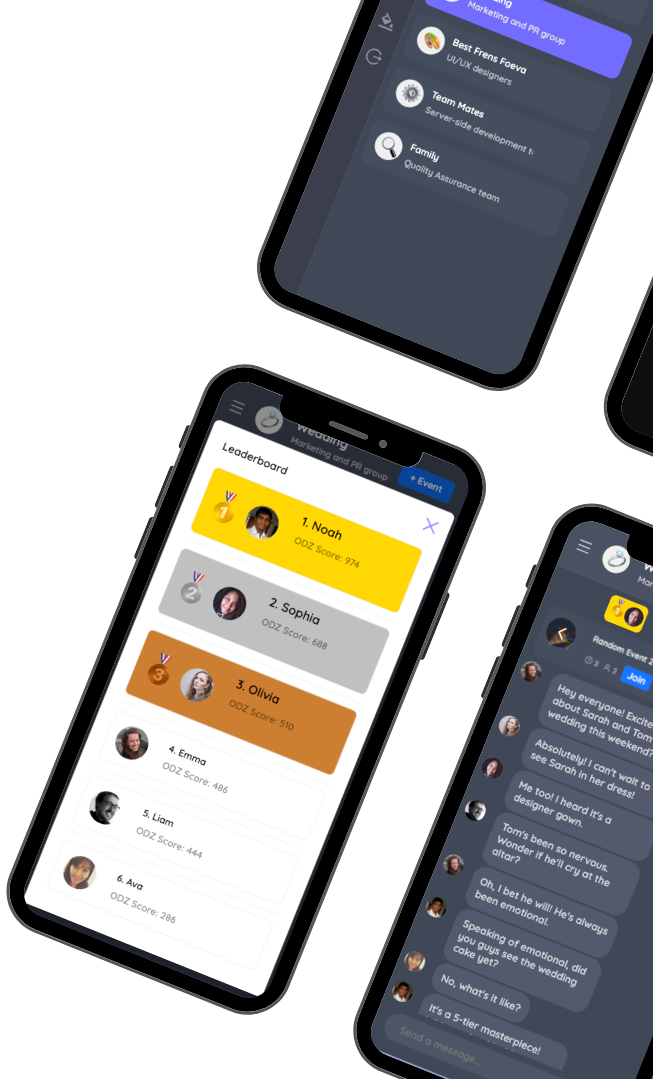 Marketing and PR group
Best Frens Foeva
UI/UX designers
Team Mates
Server-side development t
Family
Quality Assurance team
Wedding
Marketing and PR group
+ Event
Leaderboard
1
1. Noah
ODZ Score: 974
2
2. Sophia
ODZ Score: 688
3
3. Olivia
ODZ Score: 510
4. Emma
ODZ Score: 486
5. Liam
ODZ Score: 444
6. Ava
ODZ Score: 286
Random Event 2
3
2
Join
Hey everyone! Excite
about Sarah and Tom
wedding this weekend?
Absolutely! I can't wait to
see Sarah in her dress!
Me too! I heard it's a
designer gown.
Tom's been so nervous.
Wonder if he'll cry at the
altar?
Oh, I bet he will! He's always
been emotional.
Speaking of emotional, did
you guys see the wedding
cake yet?
No, what's it like?
It's a 5-tier masterpiece!
Send a message...